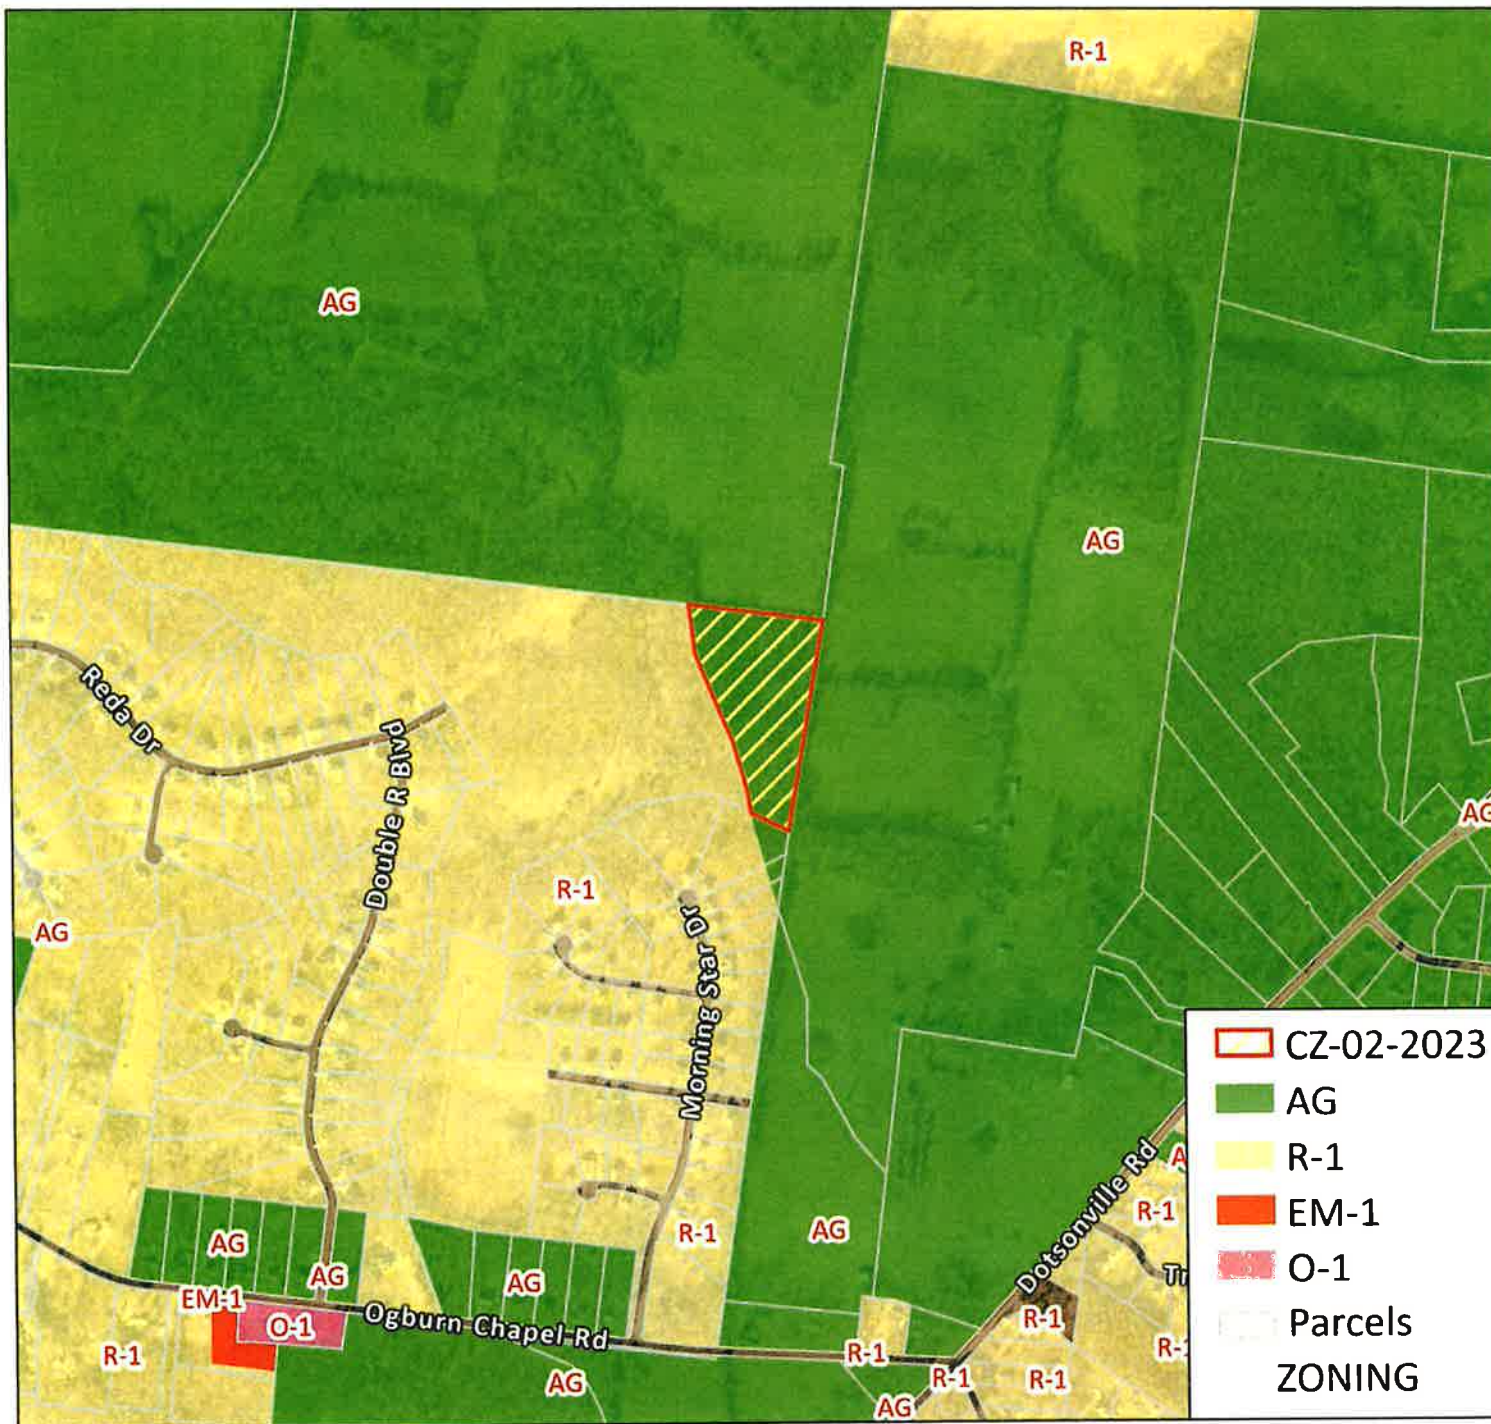 R-1
AG
AG
Reda Dr
Double R Blvd
AG
R-1
AG
Morning Star Dr
CZ-02-2023
AG
R-1
EM-1
O-1
Parcels
ZONING
Dotsonville Rd
A
R-1
AG
R-1
AG
AG
AG
Tr
EM-1
O-1
Ogburn Chapel Rd
R-1
R-1
R-1
R-1
AG
R-1
R-1
AG